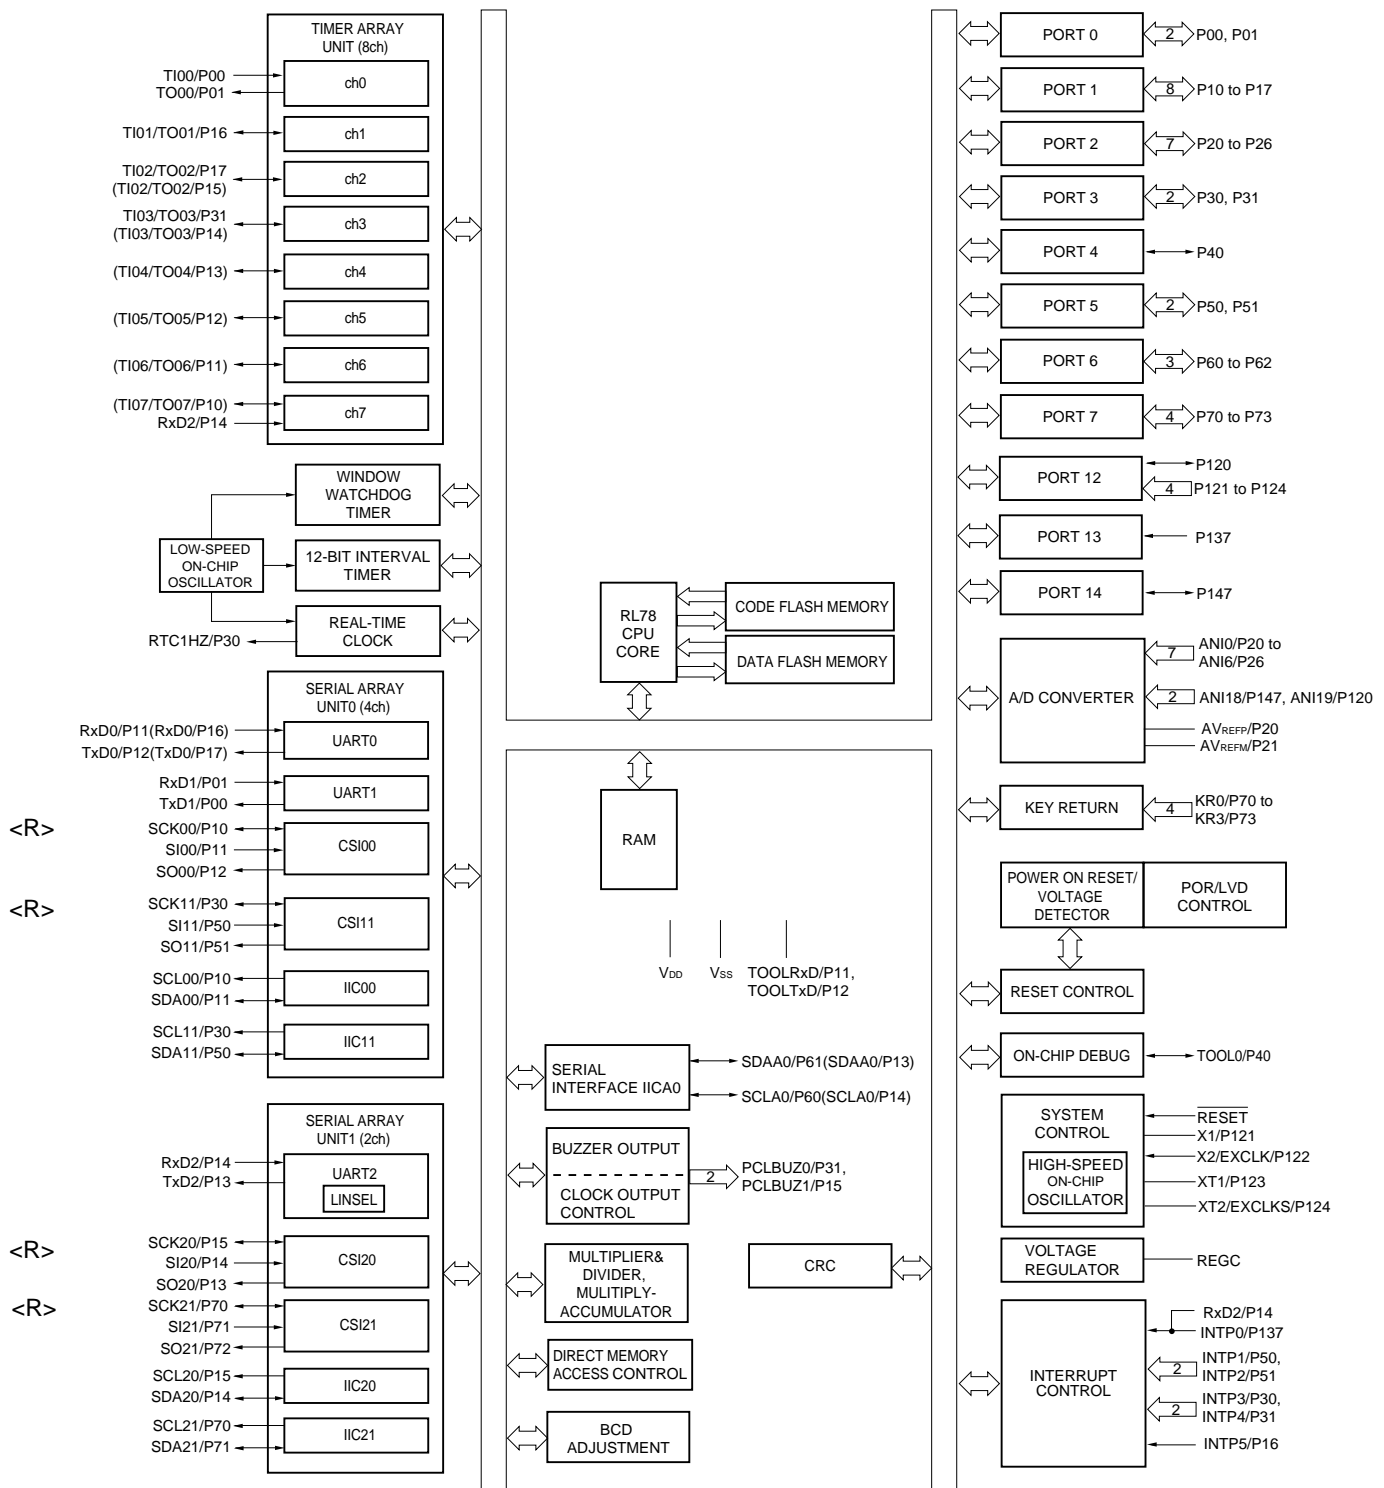 TIMER ARRAY
UNIT (8ch)
TI00/P00
TO00/P01
ch0
TI01/TO01/P16
ch1
TI02/TO02/P17
(TI02/TO02/P15)
ch2
TI03/TO03/P31
(TI03/TO03/P14)
ch3
(TI04/TO04/P13)
ch4
(TI05/TO05/P12)
ch5
(TI06/TO06/P11)
ch6
(TI07/TO07/P10)
RxD2/P14
ch7
WINDOW
WATCHDOG
TIMER
LOW-SPEED
ON-CHIP
OSCILLATOR
12-BIT INTERVAL
TIMER
REAL-TIME
CLOCK
RTC1HZ/P30
SERIAL ARRAY
UNIT0 (4ch)
RxD0/P11(RxD0/P16)
TxD0/P12(TxD0/P17)
UART0
RxD1/P01
TxD1/P00
UART1
<R>
SCK00/P10
SI00/P11
SO00/P12
CSI00
<R>
SCK11/P30
SI11/P50
SO11/P51
CSI11
SCL00/P10
SDA00/P11
IIC00
SCL11/P30
SDA11/P50
IIC11
SERIAL ARRAY
UNIT1 (2ch)
RxD2/P14
TxD2/P13
UART2
LINSEL
<R>
SCK20/P15
SI20/P14
SO20/P13
CSI20
<R>
SCK21/P70
SI21/P71
SO21/P72
CSI21
SCL20/P15
SDA20/P14
IIC20
SCL21/P70
SDA21/P71
IIC21
RL78
CPU
CORE
CODE FLASH MEMORY
DATA FLASH MEMORY
RAM
VDD
VSS
TOOLRxD/P11,
TOOLTxD/P12
SERIAL
INTERFACE IICA0
SDAA0/P61(SDAA0/P13)
SCLA0/P60(SCLA0/P14)
BUZZER OUTPUT
CLOCK OUTPUT
CONTROL
2
PCLBUZ0/P31,
PCLBUZ1/P15
MULTIPLIER&
DIVIDER,
MULITIPLY-
ACCUMULATOR
CRC
DIRECT MEMORY
ACCESS CONTROL
BCD
ADJUSTMENT
PORT 0
2
P00, P01
PORT 1
8
P10 to P17
PORT 2
7
P20 to P26
PORT 3
2
P30, P31
PORT 4
P40
PORT 5
2
P50, P51
PORT 6
3
P60 to P62
PORT 7
4
P70 to P73
PORT 12
P120
4
P121 to P124
PORT 13
P137
PORT 14
P147
A/D CONVERTER
7
ANI0/P20 to
ANI6/P26
2
ANI18/P147, ANI19/P120
AVREFP/P20
AVREFM/P21
KEY RETURN
4
KR0/P70 to
KR3/P73
POWER ON RESET/
VOLTAGE
DETECTOR
POR/LVD
CONTROL
RESET CONTROL
ON-CHIP DEBUG
TOOL0/P40
SYSTEM
CONTROL
HIGH-SPEED
ON-CHIP
OSCILLATOR
RESET
X1/P121
X2/EXCLK/P122
XT1/P123
XT2/EXCLKS/P124
VOLTAGE
REGULATOR
REGC
INTERRUPT
CONTROL
RxD2/P14
INTP0/P137
2
INTP1/P50,
INTP2/P51
2
INTP3/P30,
INTP4/P31
INTP5/P16